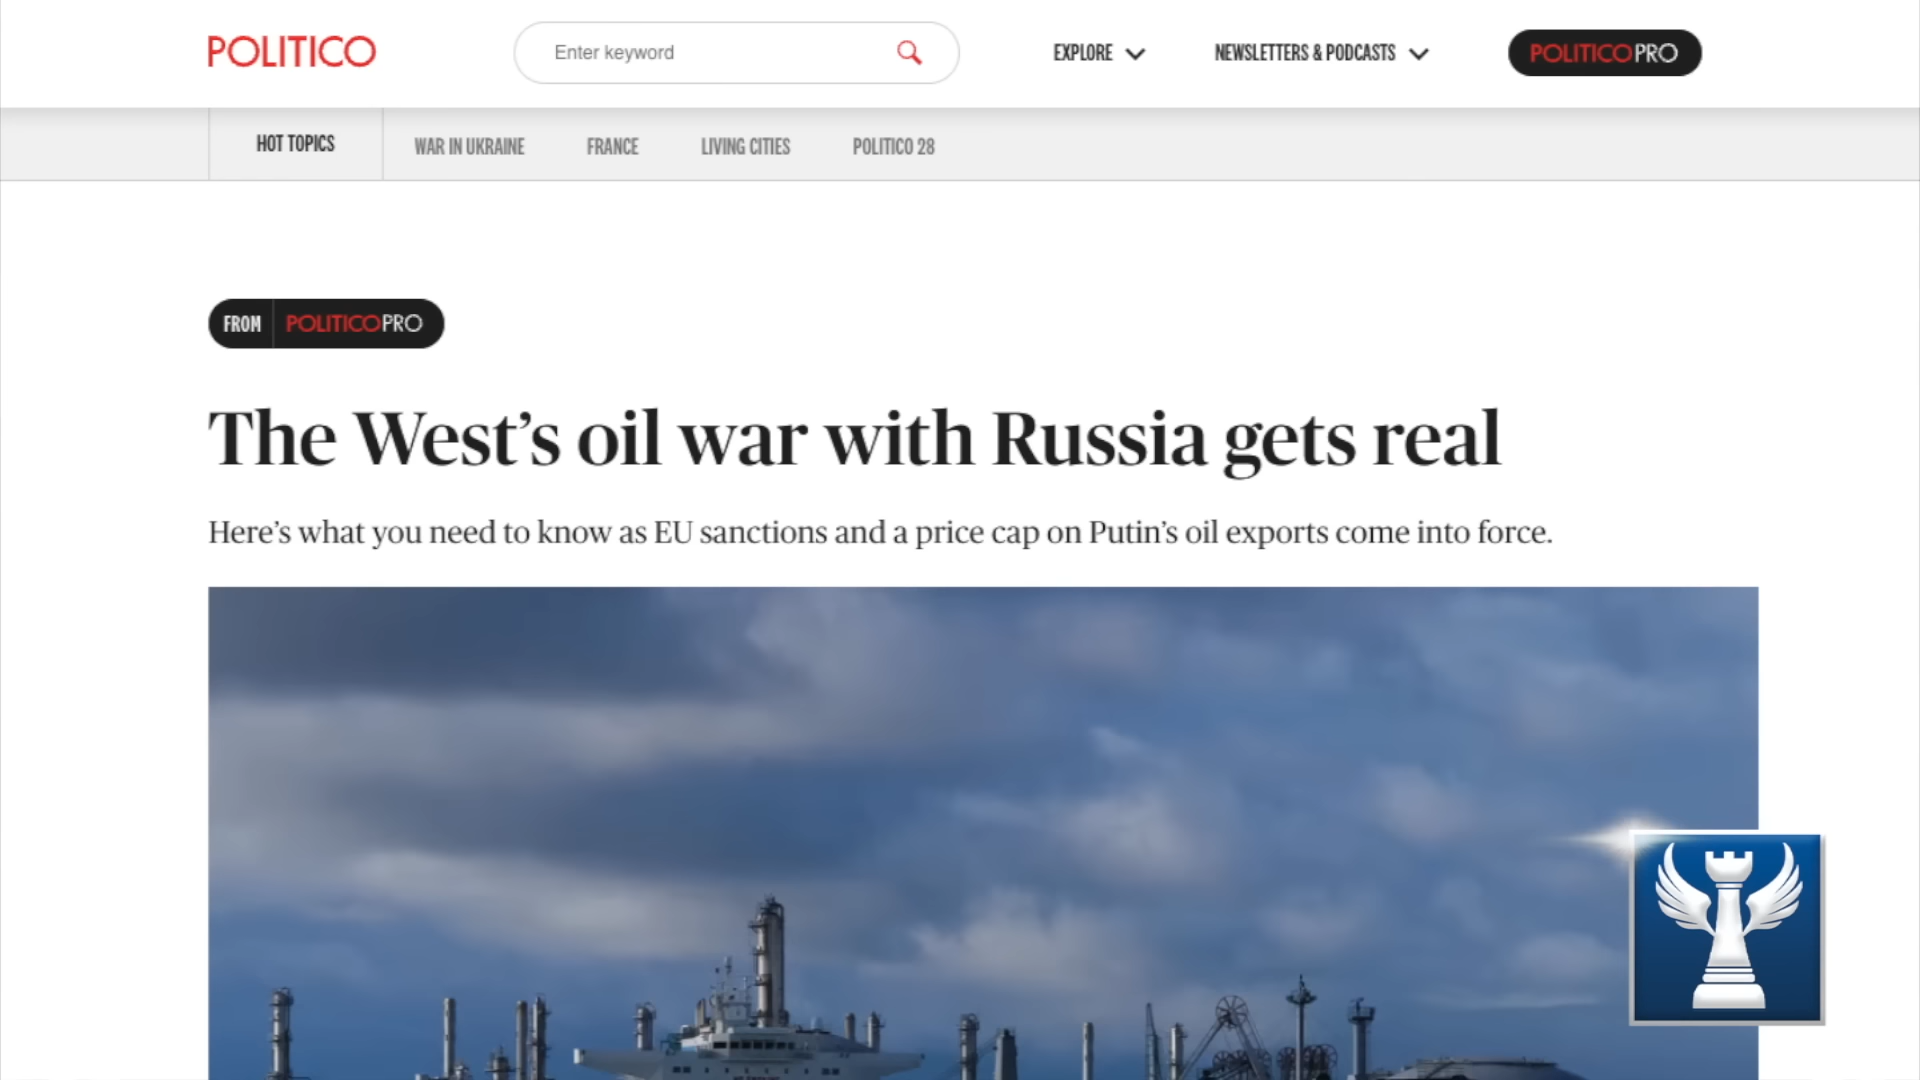 POLITICO
Enter keyword
EXPLORE
NEWSLETTERS & PODCASTS
POLITICOPRO
HOT TOPICS
WAR IN UKRAINE
FRANCE
LIVING CITIES
POLITICO 28
FROM POLITICOPRO
The West’s oil war with Russia gets real
Here’s what you need to know as EU sanctions and a price cap on Putin’s oil exports come into force.